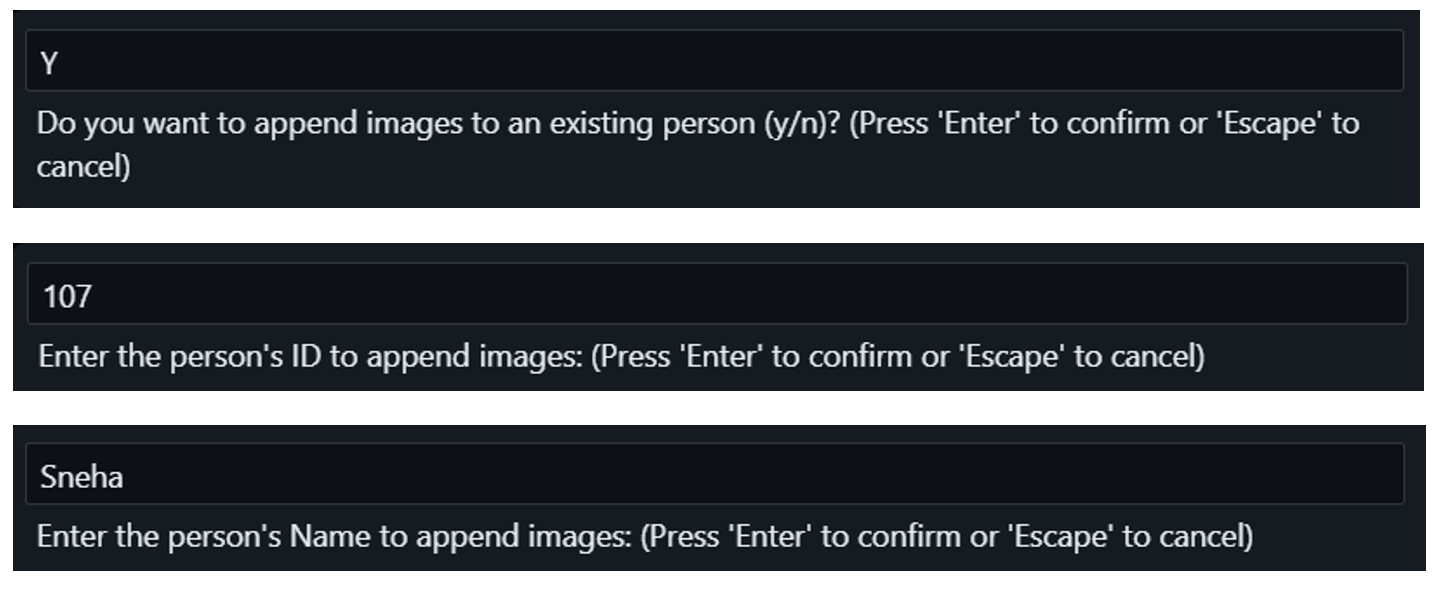 Y
Do you want to append images to an existing person (y/n)? (Press 'Enter' to confirm or 'Escape' to
cancel)
107
Enter the person's ID to append images: (Press 'Enter' to confirm or 'Escape' to cancel)
Sneha
Enter the person's Name to append images: (Press 'Enter' to confirm or 'Escape' to cancel)